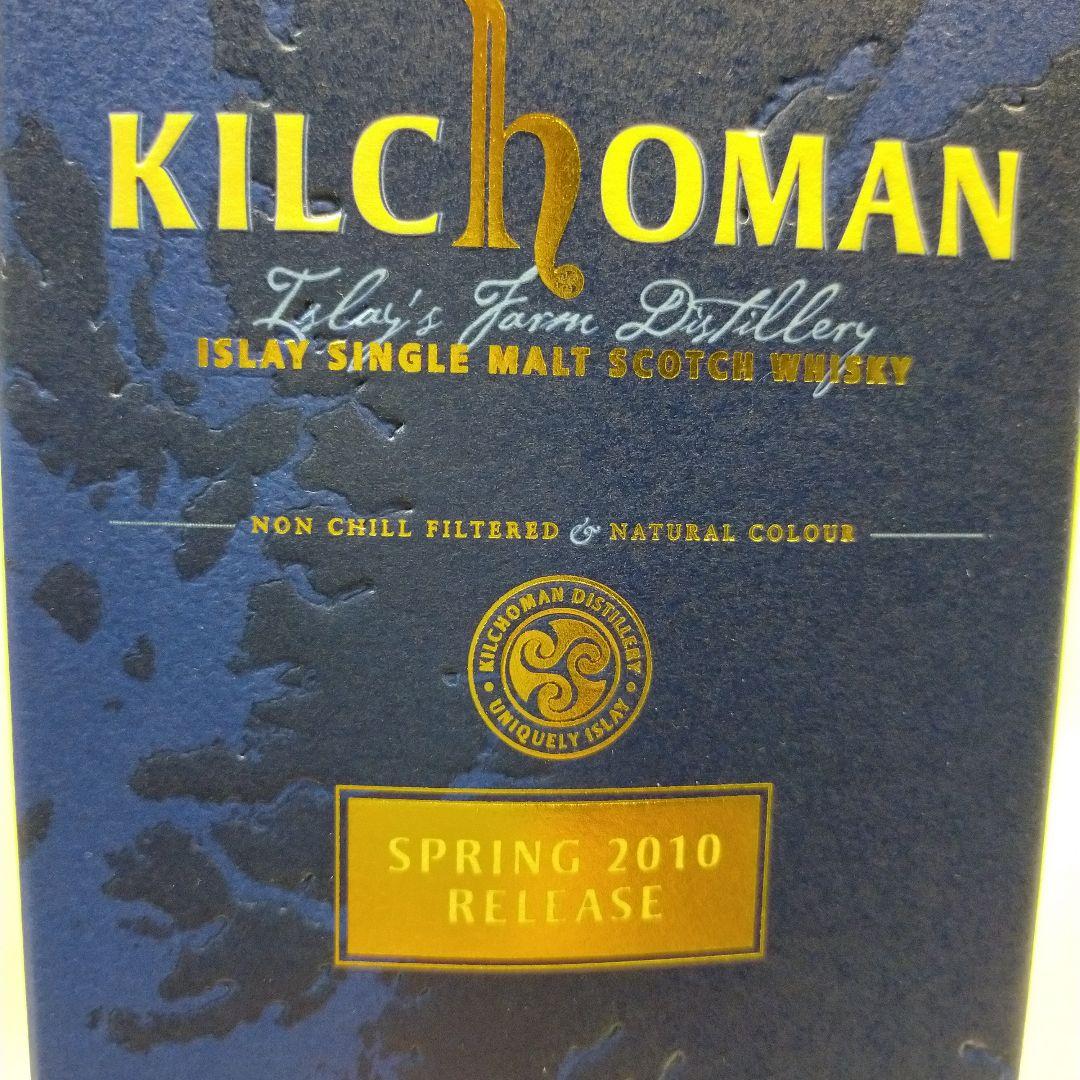 KILChOMAN
Islay's Farm Distillery
ISLAY SINGLE MALT SCOTCH WHISKY
NON CHILL FILTERED & NATURAL COLOUR
KILCHOMAN DISTILLERY
• UNIQUELY ISLAY •
SPRING 2010
RELEASE